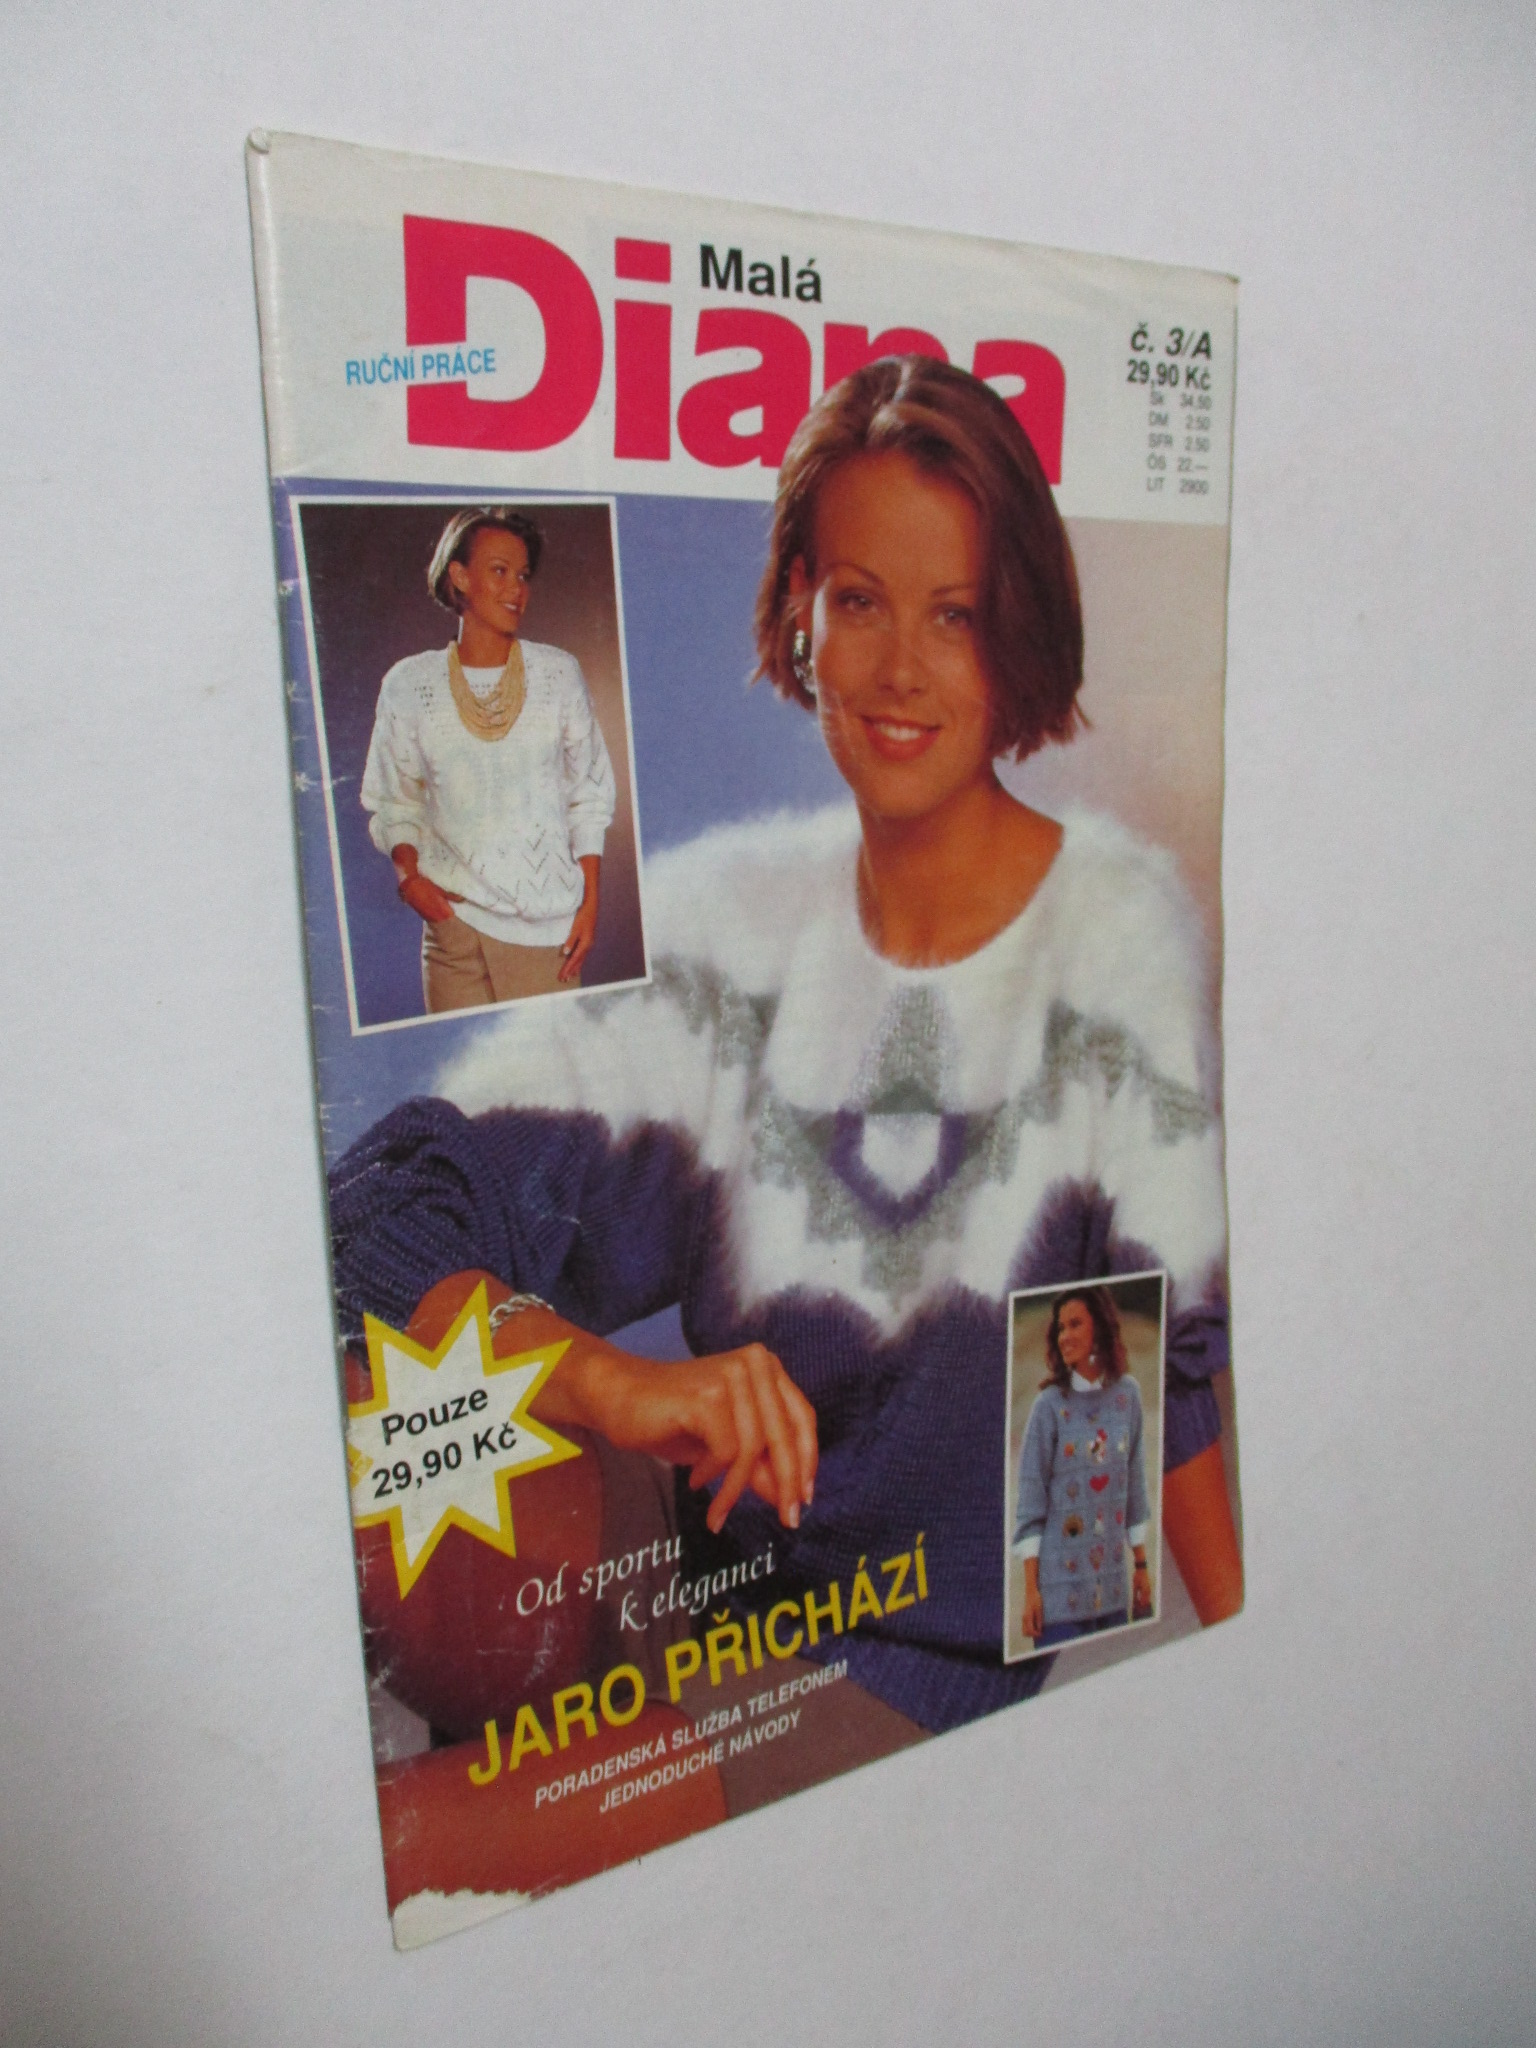 Malá
Diana
RUČNÍ PRÁCE
č. 3/A
29,90 Kč
Sk 34,50
DM 2.50
SFR 2.50
ÖS 22.—
LIT 2900
Pouze
29,90 Kč
Od sportu
k eleganci
JARO PŘICHÁZÍ
PORADENSKÁ SLUŽBA TELEFONEM
JEDNODUCHÉ NÁVODY